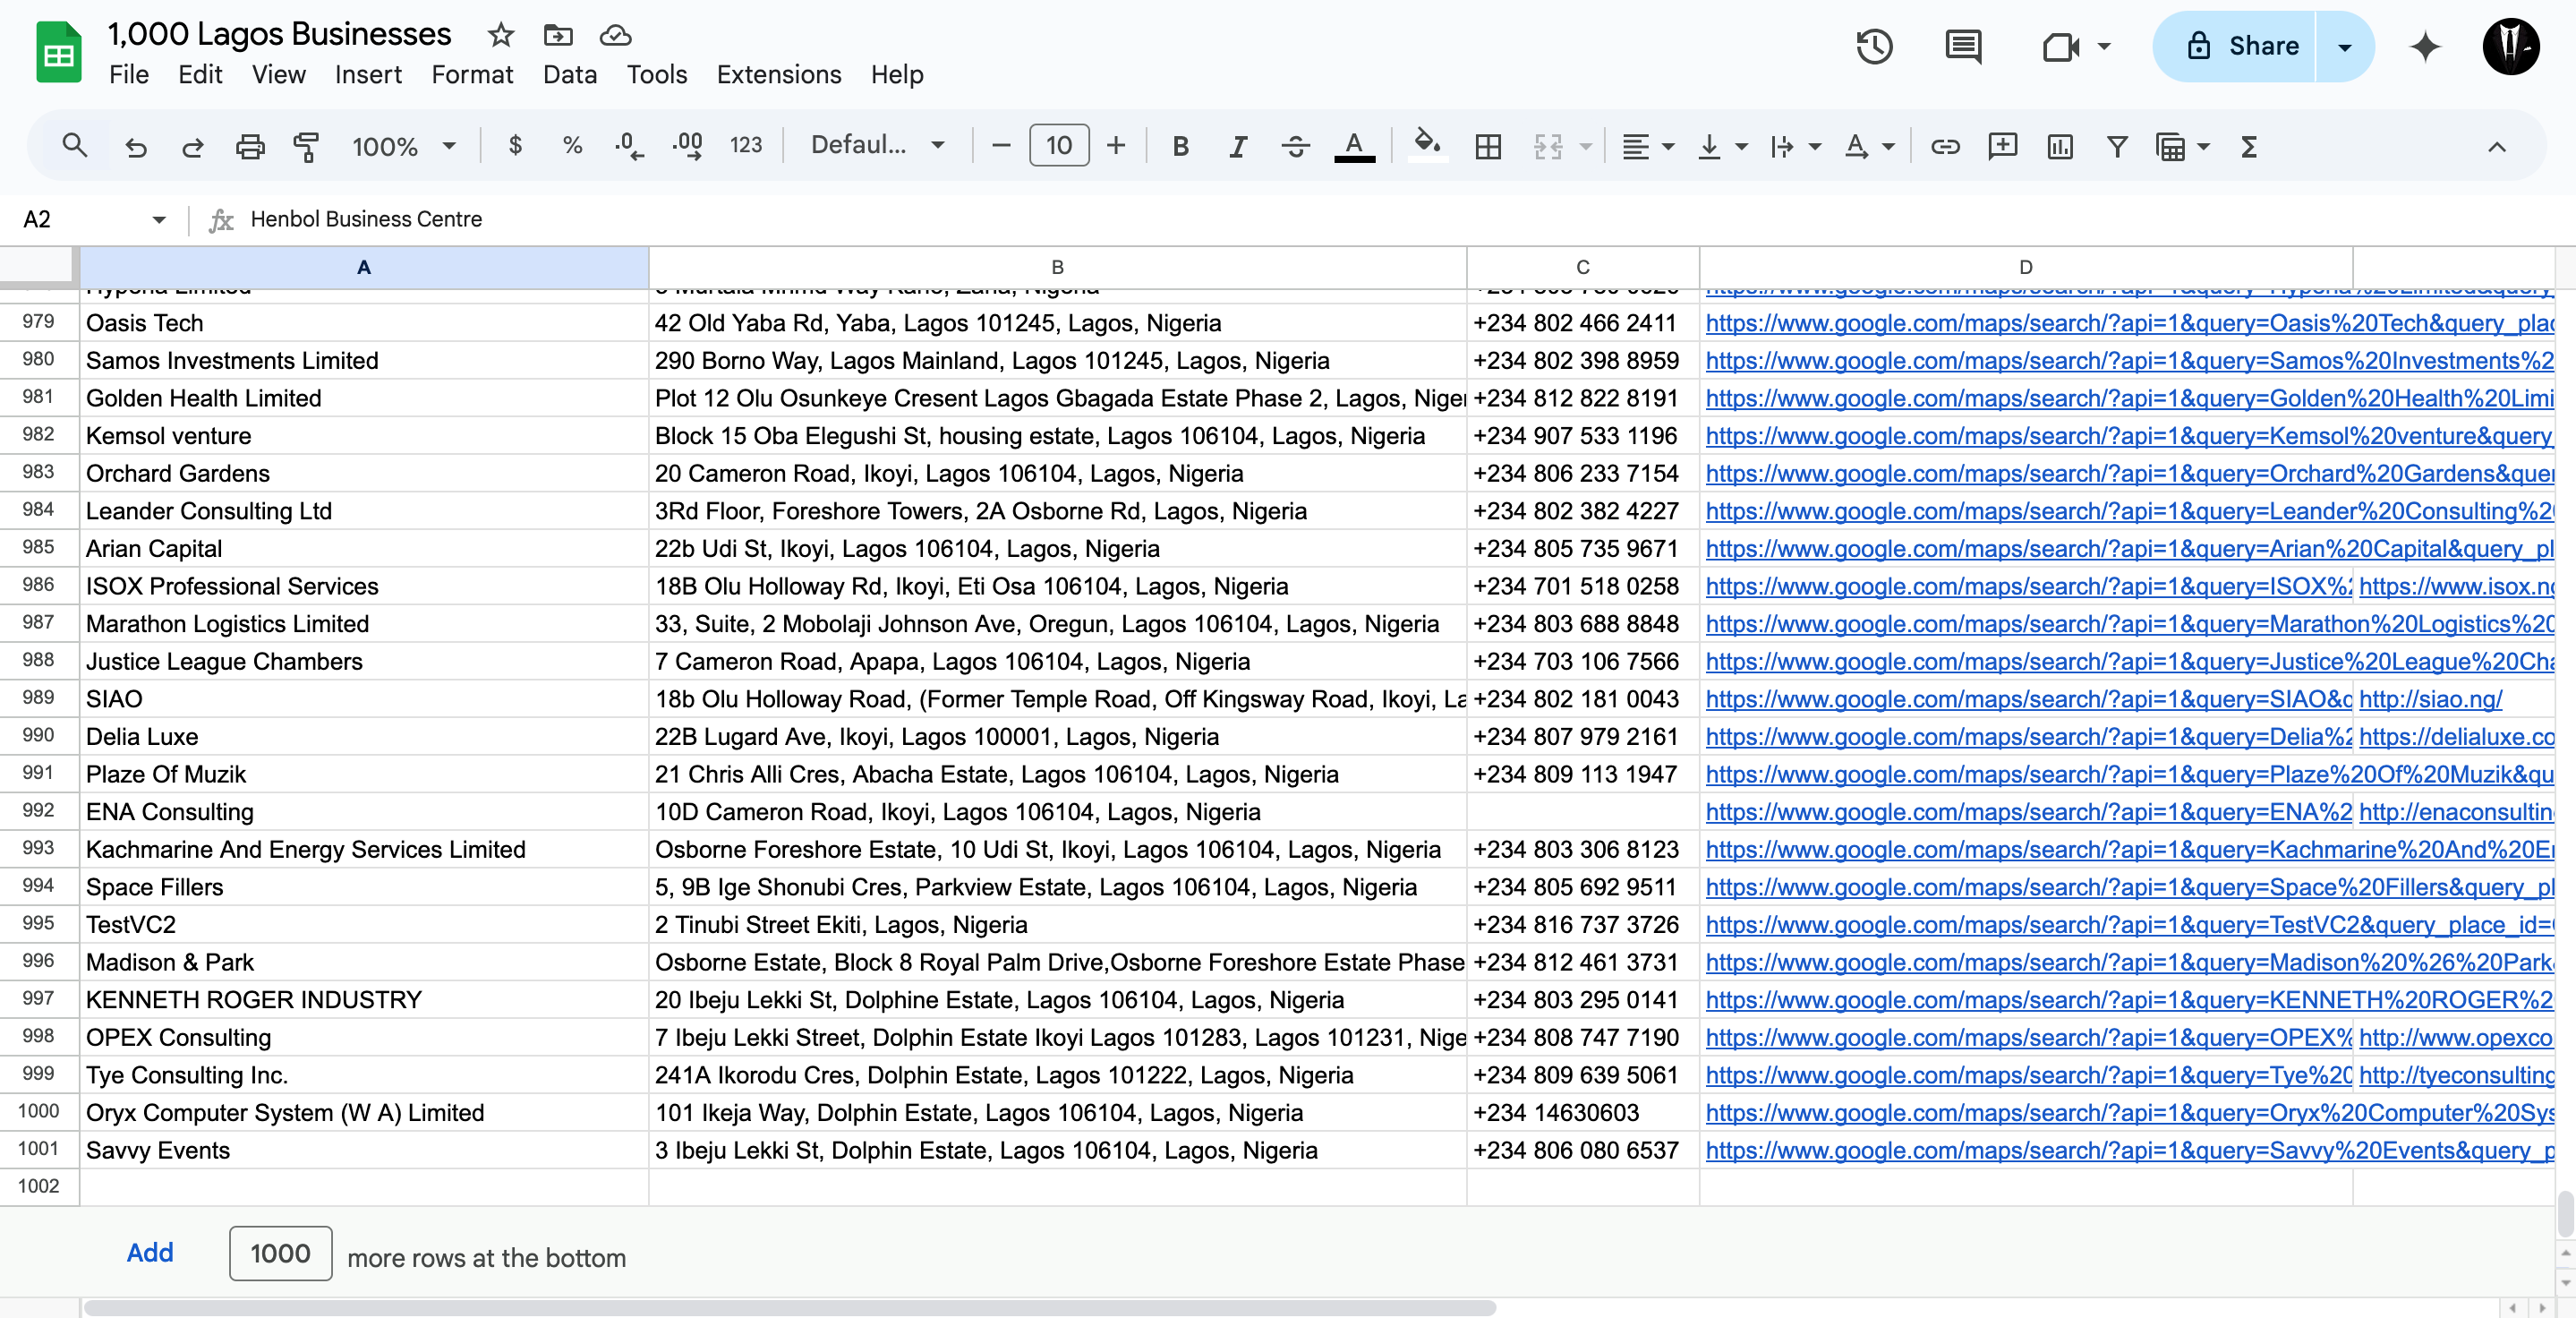 1,000 Lagos Businesses
File Edit View Insert Format Data Tools Extensions Help
Share
100% $ % .0 .00 123 Defaul... 10 B I A A Σ
A2 fx Henbol Business Centre
A B C D
979 Oasis Tech 42 Old Yaba Rd, Yaba, Lagos 101245, Lagos, Nigeria +234 802 466 2411 https://www.google.com/maps/search/?api=1&query=Oasis%20Tech&query_plac
980 Samos Investments Limited 290 Borno Way, Lagos Mainland, Lagos 101245, Lagos, Nigeria +234 802 398 8959 https://www.google.com/maps/search/?api=1&query=Samos%20Investments%2
981 Golden Health Limited Plot 12 Olu Osunkeye Cresent Lagos Gbagada Estate Phase 2, Lagos, Niger +234 812 822 8191 https://www.google.com/maps/search/?api=1&query=Golden%20Health%20Limi
982 Kemsol venture Block 15 Oba Elegushi St, housing estate, Lagos 106104, Lagos, Nigeria +234 907 533 1196 https://www.google.com/maps/search/?api=1&query=Kemsol%20venture&query_
983 Orchard Gardens 20 Cameron Road, Ikoyi, Lagos 106104, Lagos, Nigeria +234 806 233 7154 https://www.google.com/maps/search/?api=1&query=Orchard%20Gardens&quer
984 Leander Consulting Ltd 3Rd Floor, Foreshore Towers, 2A Osborne Rd, Lagos, Nigeria +234 802 382 4227 https://www.google.com/maps/search/?api=1&query=Leander%20Consulting%20
985 Arian Capital 22b Udi St, Ikoyi, Lagos 106104, Lagos, Nigeria +234 805 735 9671 https://www.google.com/maps/search/?api=1&query=Arian%20Capital&query_pl
986 ISOX Professional Services 18B Olu Holloway Rd, Ikoyi, Eti Osa 106104, Lagos, Nigeria +234 701 518 0258 https://www.google.com/maps/search/?api=1&query=ISOX%2 https://www.isox.n
987 Marathon Logistics Limited 33, Suite, 2 Mobolaji Johnson Ave, Oregun, Lagos 106104, Lagos, Nigeria +234 803 688 8848 https://www.google.com/maps/search/?api=1&query=Marathon%20Logistics%20
988 Justice League Chambers 7 Cameron Road, Apapa, Lagos 106104, Lagos, Nigeria +234 703 106 7566 https://www.google.com/maps/search/?api=1&query=Justice%20League%20Cha
989 SIAO 18b Olu Holloway Road, (Former Temple Road, Off Kingsway Road, Ikoyi, La +234 802 181 0043 https://www.google.com/maps/search/?api=1&query=SIAO&q http://siao.ng/
990 Delia Luxe 22B Lugard Ave, Ikoyi, Lagos 100001, Lagos, Nigeria +234 807 979 2161 https://www.google.com/maps/search/?api=1&query=Delia%2 https://delialuxe.co
991 Plaze Of Muzik 21 Chris Alli Cres, Abacha Estate, Lagos 106104, Lagos, Nigeria +234 809 113 1947 https://www.google.com/maps/search/?api=1&query=Plaze%20Of%20Muzik&qu
992 ENA Consulting 10D Cameron Road, Ikoyi, Lagos 106104, Lagos, Nigeria https://www.google.com/maps/search/?api=1&query=ENA%2 http://enaconsultin
993 Kachmarine And Energy Services Limited Osborne Foreshore Estate, 10 Udi St, Ikoyi, Lagos 106104, Lagos, Nigeria +234 803 306 8123 https://www.google.com/maps/search/?api=1&query=Kachmarine%20And%20En
994 Space Fillers 5, 9B Ige Shonubi Cres, Parkview Estate, Lagos 106104, Lagos, Nigeria +234 805 692 9511 https://www.google.com/maps/search/?api=1&query=Space%20Fillers&query_pl
995 TestVC2 2 Tinubi Street Ekiti, Lagos, Nigeria +234 816 737 3726 https://www.google.com/maps/search/?api=1&query=TestVC2&query_place_id=
996 Madison & Park Osborne Estate, Block 8 Royal Palm Drive,Osborne Foreshore Estate Phase +234 812 461 3731 https://www.google.com/maps/search/?api=1&query=Madison%20%26%20Park
997 KENNETH ROGER INDUSTRY 20 Ibeju Lekki St, Dolphine Estate, Lagos 106104, Lagos, Nigeria +234 803 295 0141 https://www.google.com/maps/search/?api=1&query=KENNETH%20ROGER%2
998 OPEX Consulting 7 Ibeju Lekki Street, Dolphin Estate Ikoyi Lagos 101283, Lagos 101231, Nige +234 808 747 7190 https://www.google.com/maps/search/?api=1&query=OPEX% http://www.opexco
999 Tye Consulting Inc. 241A Ikorodu Cres, Dolphin Estate, Lagos 101222, Lagos, Nigeria +234 809 639 5061 https://www.google.com/maps/search/?api=1&query=Tye%20 http://tyeconsulting
1000 Oryx Computer System (W A) Limited 101 Ikeja Way, Dolphin Estate, Lagos 106104, Lagos, Nigeria +234 14630603 https://www.google.com/maps/search/?api=1&query=Oryx%20Computer%20Sys
1001 Savvy Events 3 Ibeju Lekki St, Dolphin Estate, Lagos 106104, Lagos, Nigeria +234 806 080 6537 https://www.google.com/maps/search/?api=1&query=Savvy%20Events&query_p
1002
Add 1000 more rows at the bottom